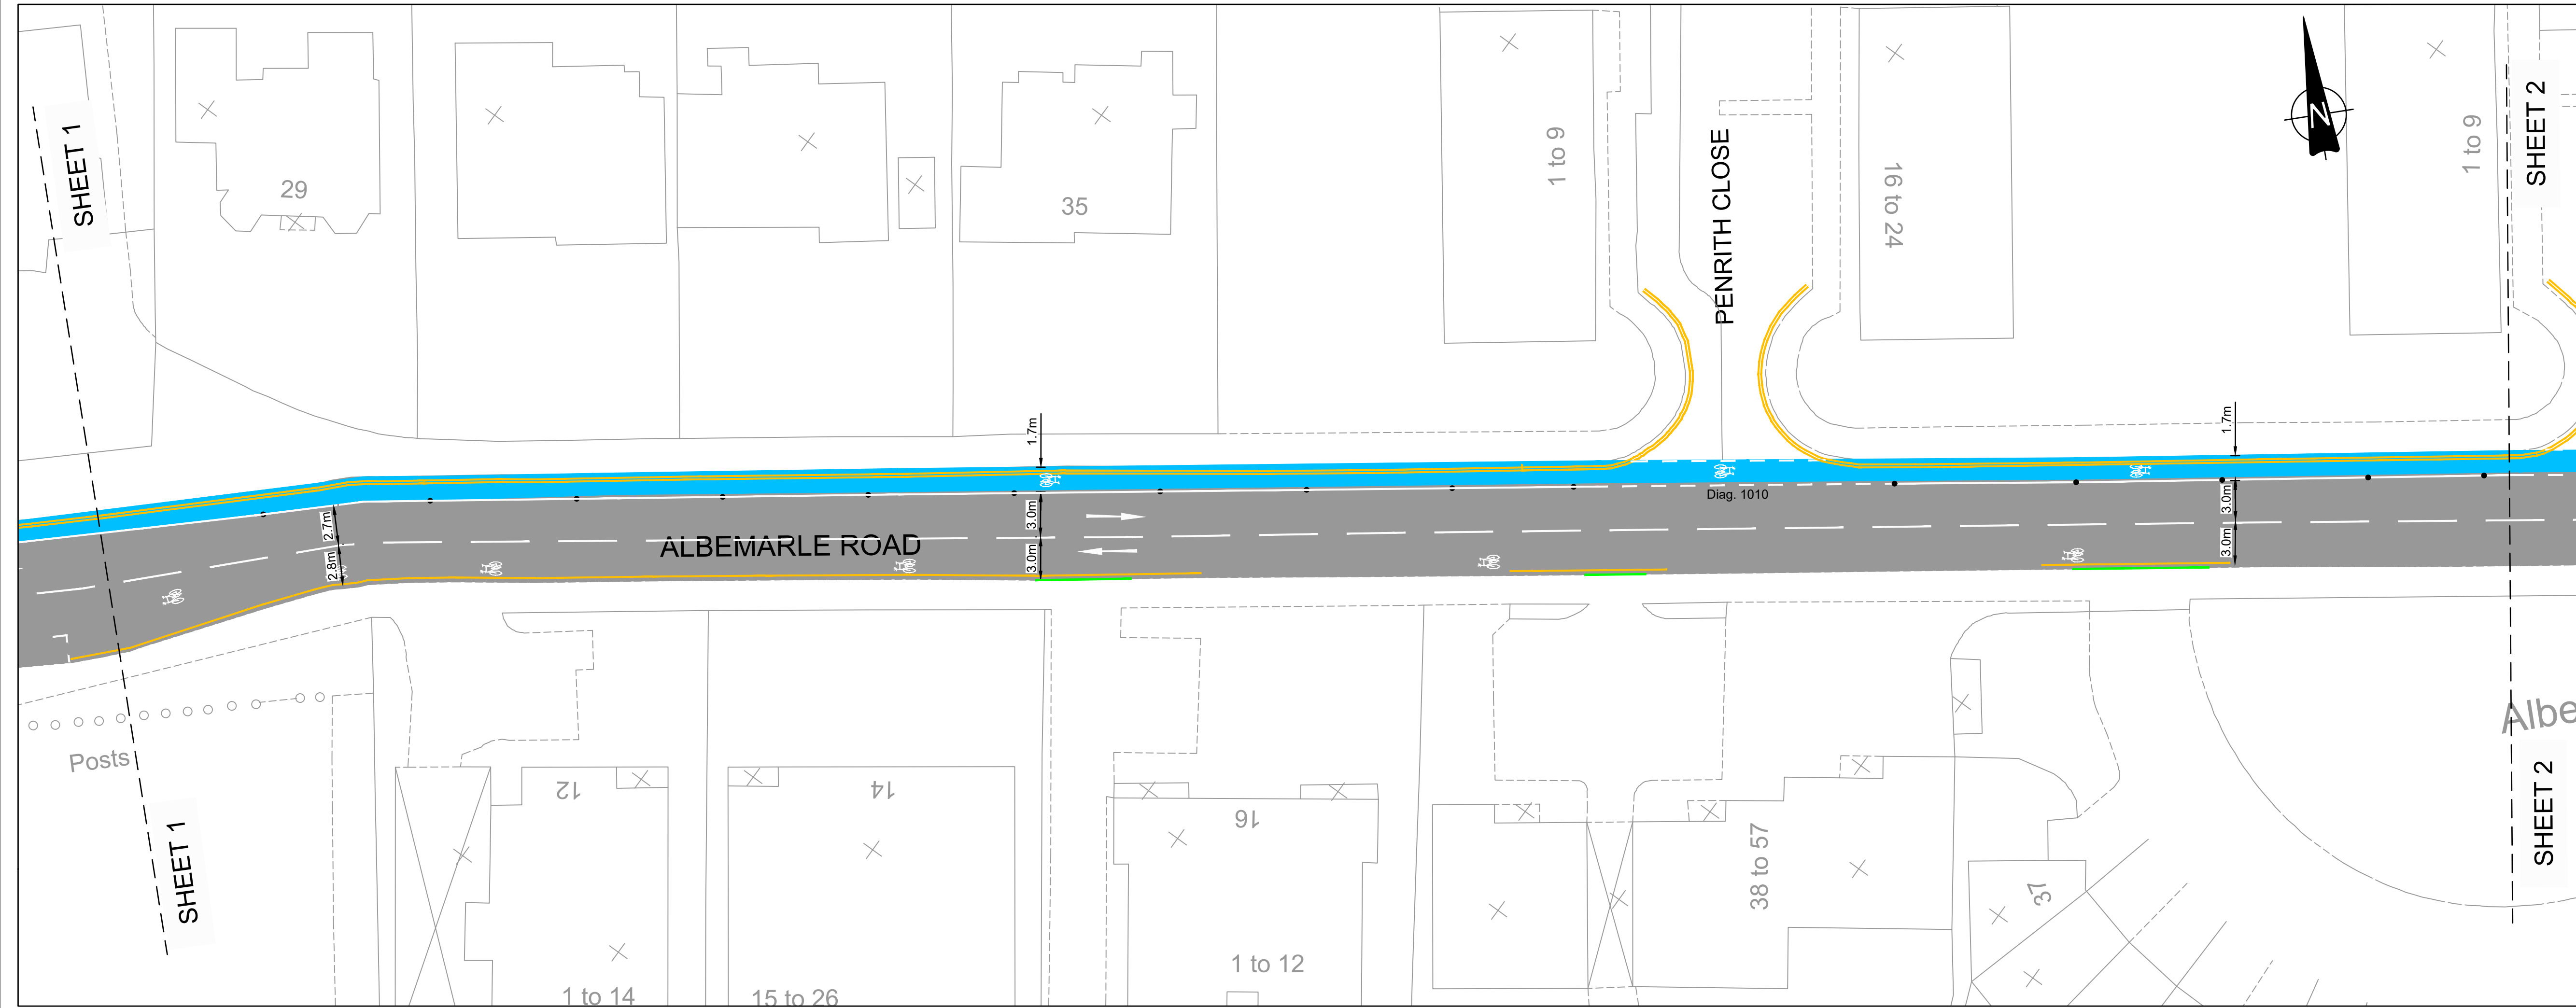 SHEET 1
29
35
1 to 9
PENRITH CLOSE
16 to 24
N
1 to 9
SHEET 2
1.7m
1.7m
2.7m
2.8m
3.0m
3.0m
3.0m
3.0m
ALBEMARLE ROAD
Diag. 1010
Posts
SHEET 1
12
14
16
38 to 57
37
Albe
SHEET 2
1 to 14
15 to 26
1 to 12